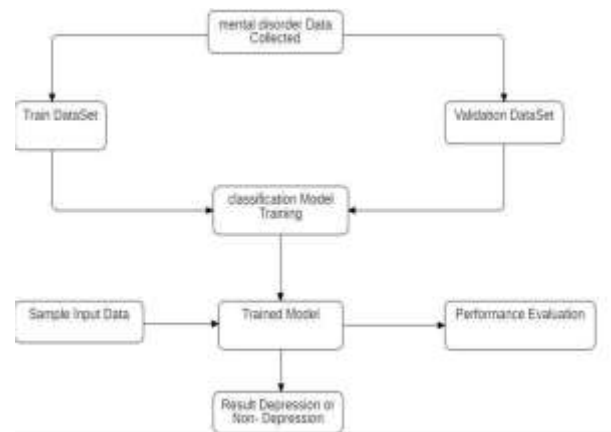 mental disorder Data
Collected
Train DataSet
Validation DataSet
classification Model
Training
Sample Input Data
Trained Model
Performance Evaluation
Result Depression or
Non- Depression